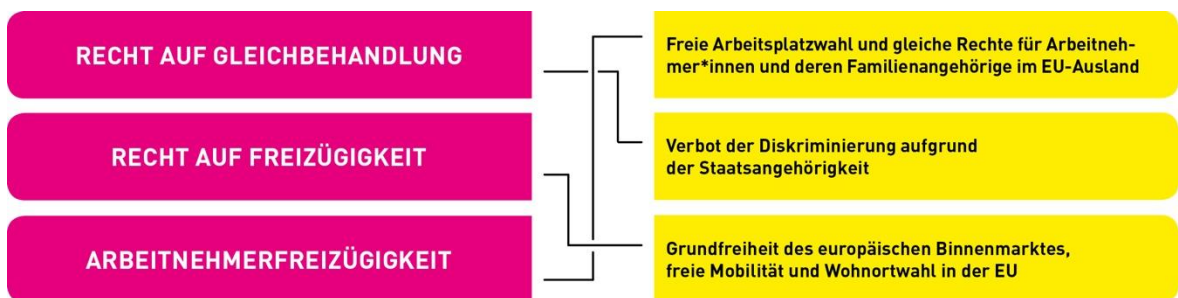 RECHT AUF GLEICHBEHANDLUNG
RECHT AUF FREIZÜGIGKEIT
ARBEITNEHMERFREIZÜGIGKEIT
Freie Arbeitsplatzwahl und gleiche Rechte für Arbeitneh-
mer*innen und deren Familienangehörige im EU-Ausland
Verbot der Diskriminierung aufgrund
der Staatsangehörigkeit
Grundfreiheit des europäischen Binnenmarktes,
freie Mobilität und Wohnortwahl in der EU